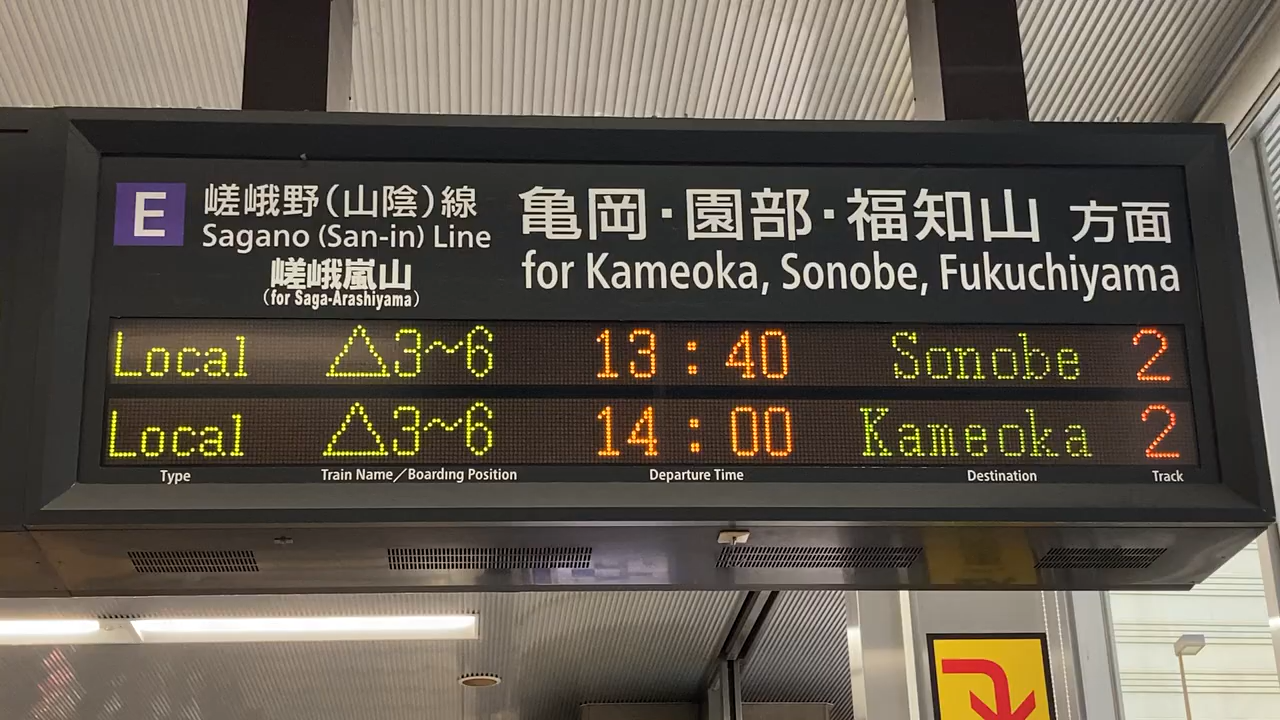 E 嵯峨野(山陰)線
Sagano (San-in) Line
嵯峨嵐山
(for Saga-Arashiyama)
亀岡・園部・福知山 方面
for Kameoka, Sonobe, Fukuchiyama
Local △3~6 13:40 Sonobe 2
Local △3~6 14:00 Kameoka 2
Type Train Name/Boarding Position Departure Time Destination Track